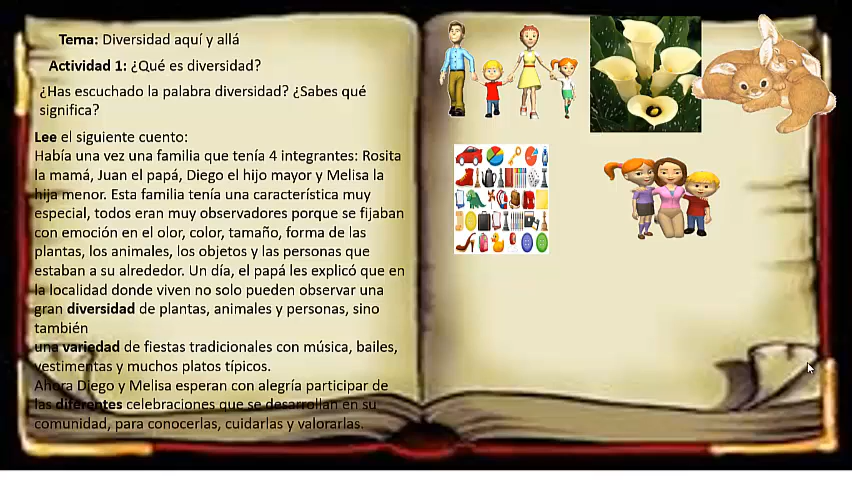 Tema: Diversidad aquí y allá
Actividad 1: ¿Qué es diversidad?
¿Has escuchado la palabra diversidad? ¿Sabes qué
significa?
Lee el siguiente cuento:
Había una vez una familia que tenía 4 integrantes: Rosita
la mamá, Juan el papá, Diego el hijo mayor y Melisa la
hija menor. Esta familia tenía una característica muy
especial, todos eran muy observadores porque se fijaban
con emoción en el olor, color, tamaño, forma de las
plantas, los animales, los objetos y las personas que
estaban a su alrededor. Un día, el papá les explicó que en
la localidad donde viven no solo pueden observar una
gran diversidad de plantas, animales y personas, sino
también
una variedad de fiestas tradicionales con música, bailes,
vestimentas y muchos platos típicos.
Ahora Diego y Melisa esperan con alegría participar de
las diferentes celebraciones que se desarrollan en su
comunidad, para conocerlas, cuidarlas y valorarlas.